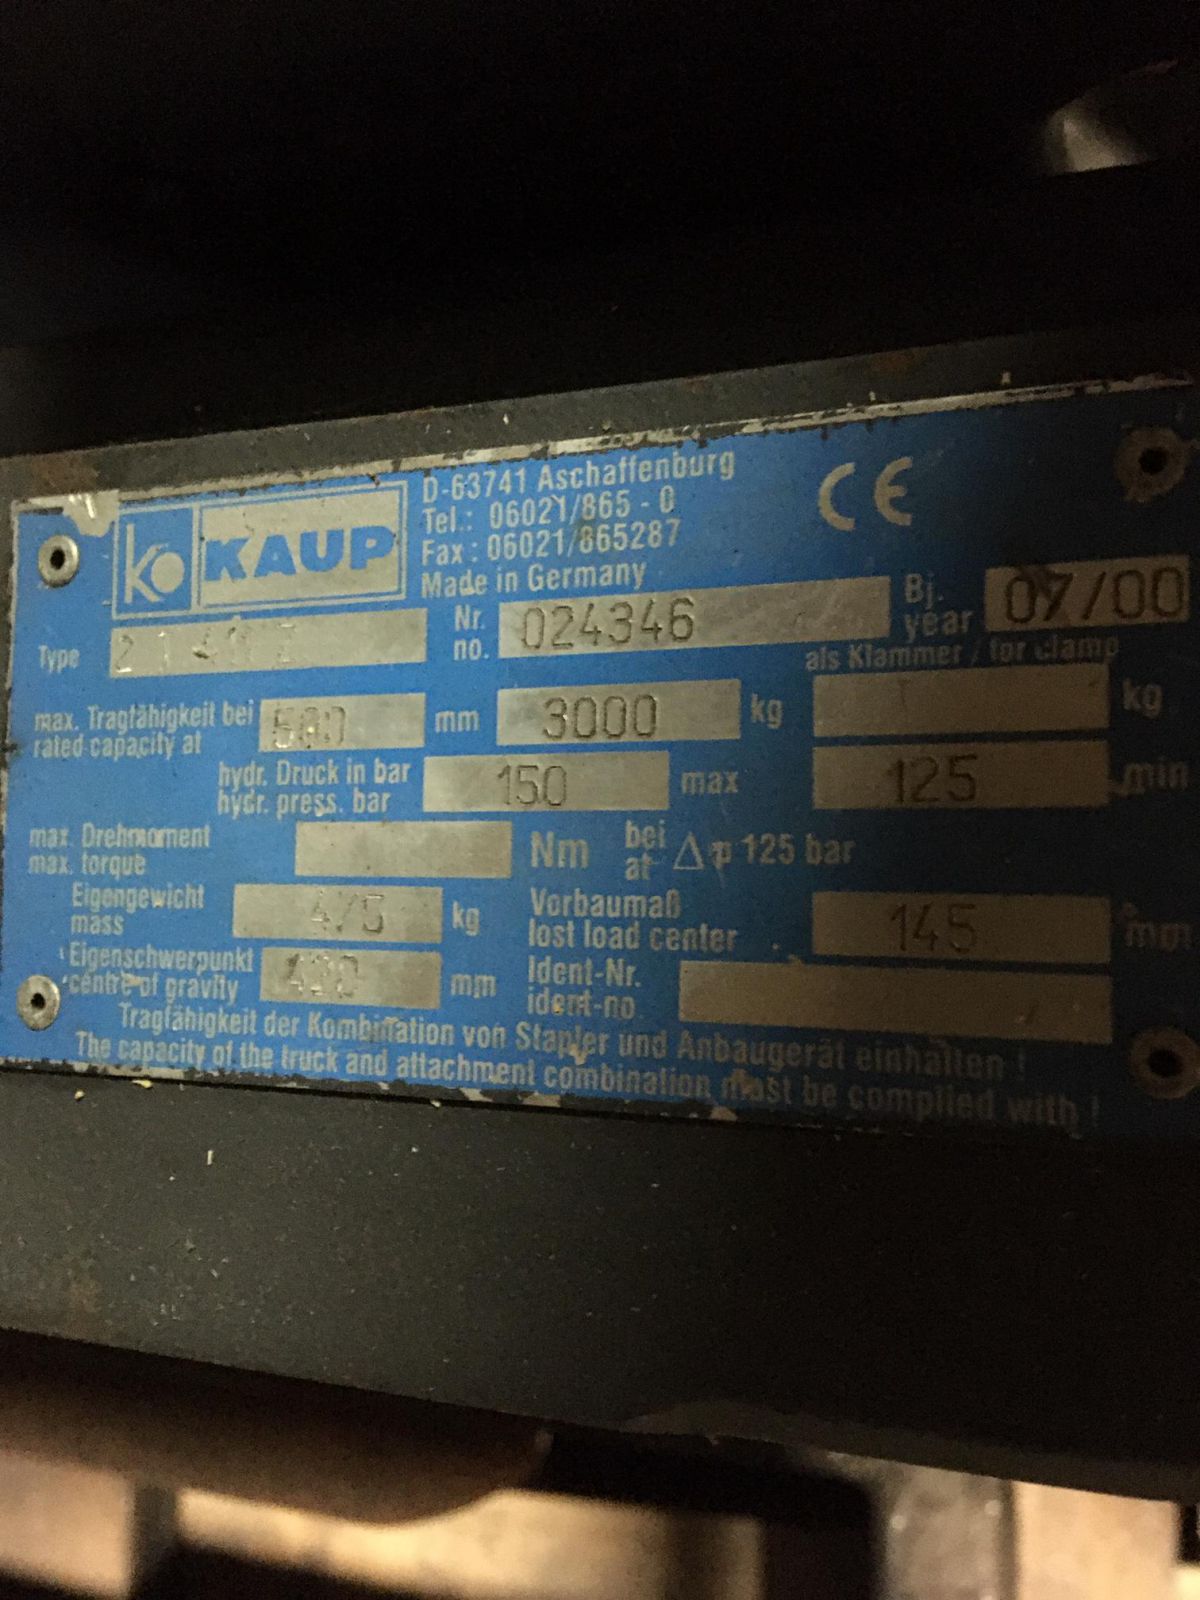 KAUP
D-63741 Aschaffenburg
Tel.: 06021/865 - 0
Fax : 06021/865287
Made in Germany
CE
Type
Nr. no. 024346
Bj. year 07/00
als Klammer / for clamp
max. Tragfähigkeit bei
rated capacity at
mm 3000 kg kg
hydr. Druck in bar
hydr. press. bar
150 max 125 min
max. Drehmoment
max. torque
Nm bei at Δp 125 bar
Eigengewicht
mass
kg
Vorbaumaß
lost load center
145 mm
Eigenschwerpunkt
centre of gravity
mm
Ident-Nr.
ident-no
Tragfähigkeit der Kombination von Stapler und Anbaugerät einhalten !
The capacity of the truck and attachment combination must be complied with !